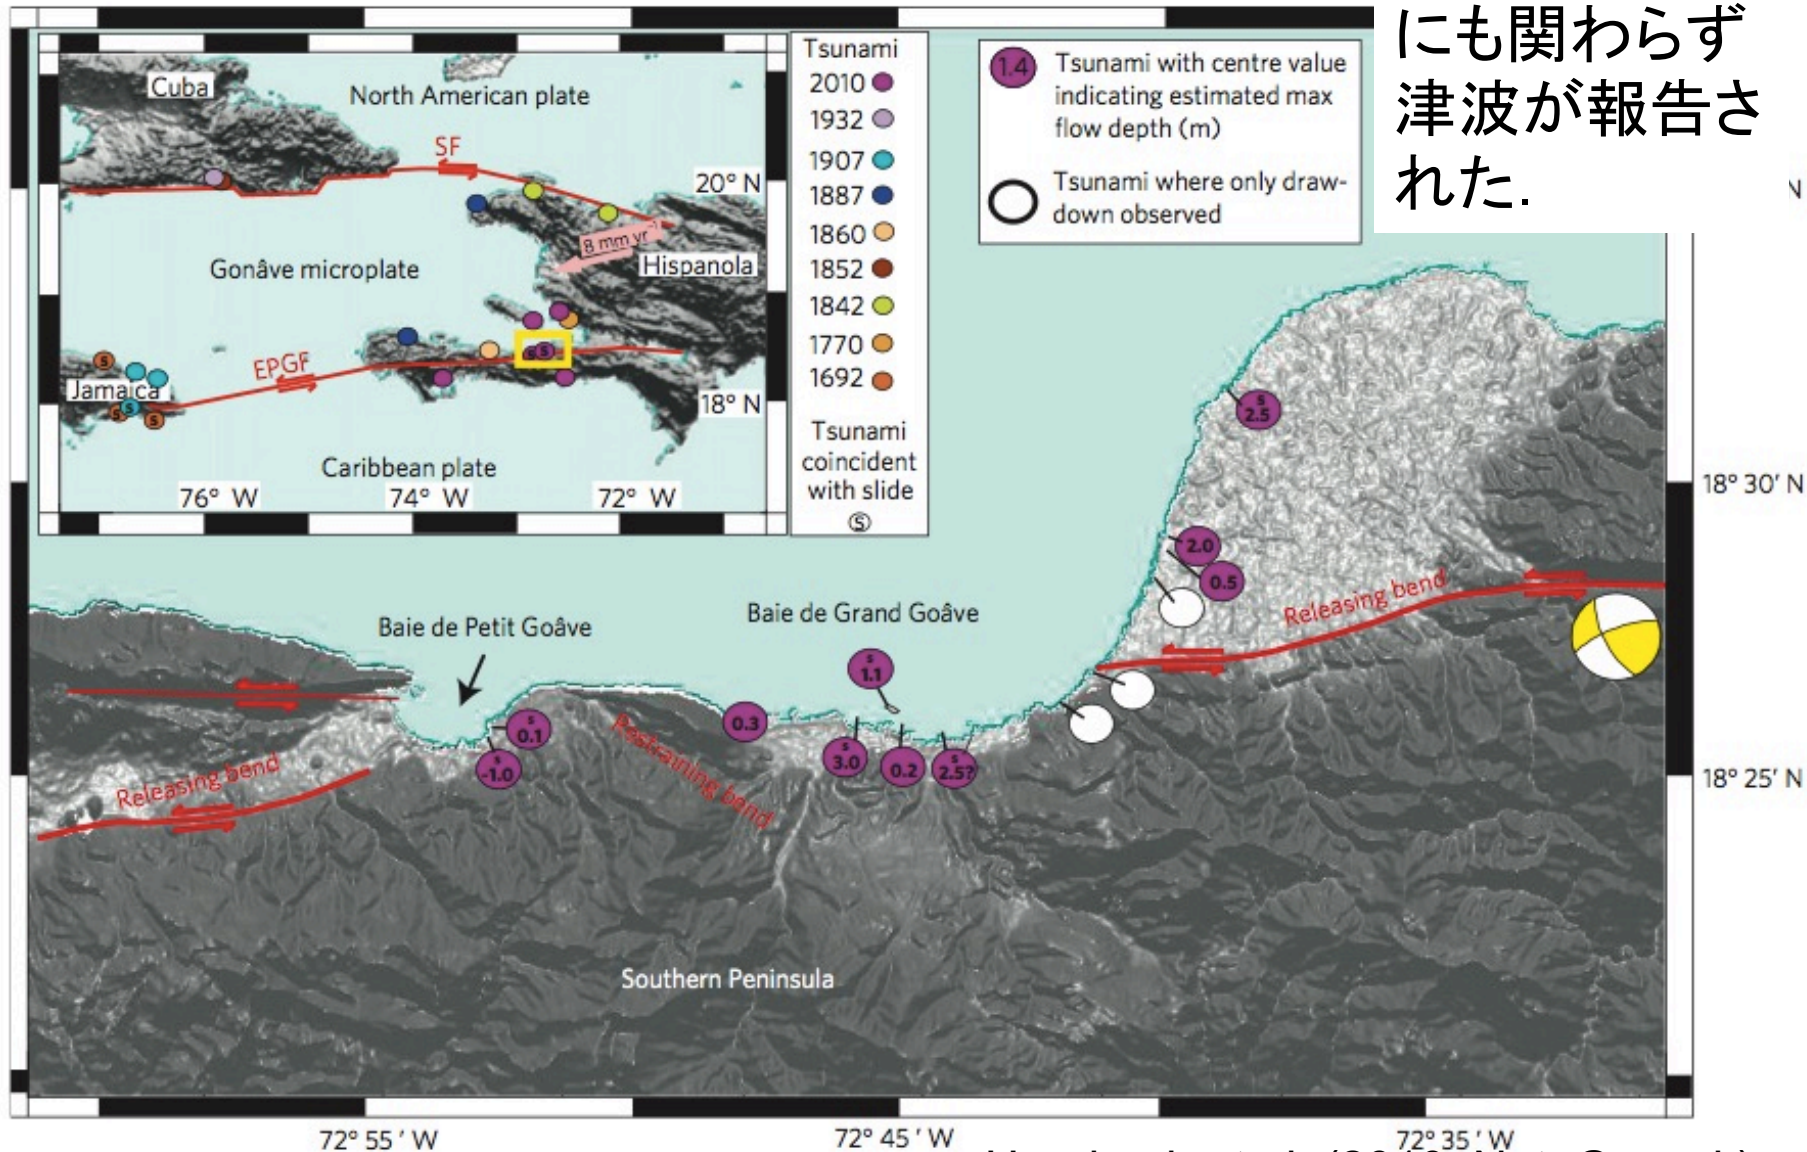 にも関わらず
津波が報告さ
れた.
Cuba
North American plate
SF
20° N
8 mm yr⁻¹
Gonâve microplate
Hispanola
EPGF
Jamaica
S
S
S
S
S
18° N
Caribbean plate
76° W
74° W
72° W
Tsunami
2010
1932
1907
1887
1860
1852
1842
1770
1692
Tsunami
coincident
with slide
S
1.4
Tsunami with centre value
indicating estimated max
flow depth (m)
Tsunami where only draw-
down observed
N
S
2.5
18° 30′ N
2.0
0.5
Releasing bend
Baie de Petit Goâve
Baie de Grand Goâve
S
1.1
S
0.1
S
-1.0
0.3
S
3.0
0.2
S
2.5?
Restraining bend
Releasing bend
18° 25′ N
Southern Peninsula
72° 55 ′ W
72° 45 ′ W
72° 35 ′ W